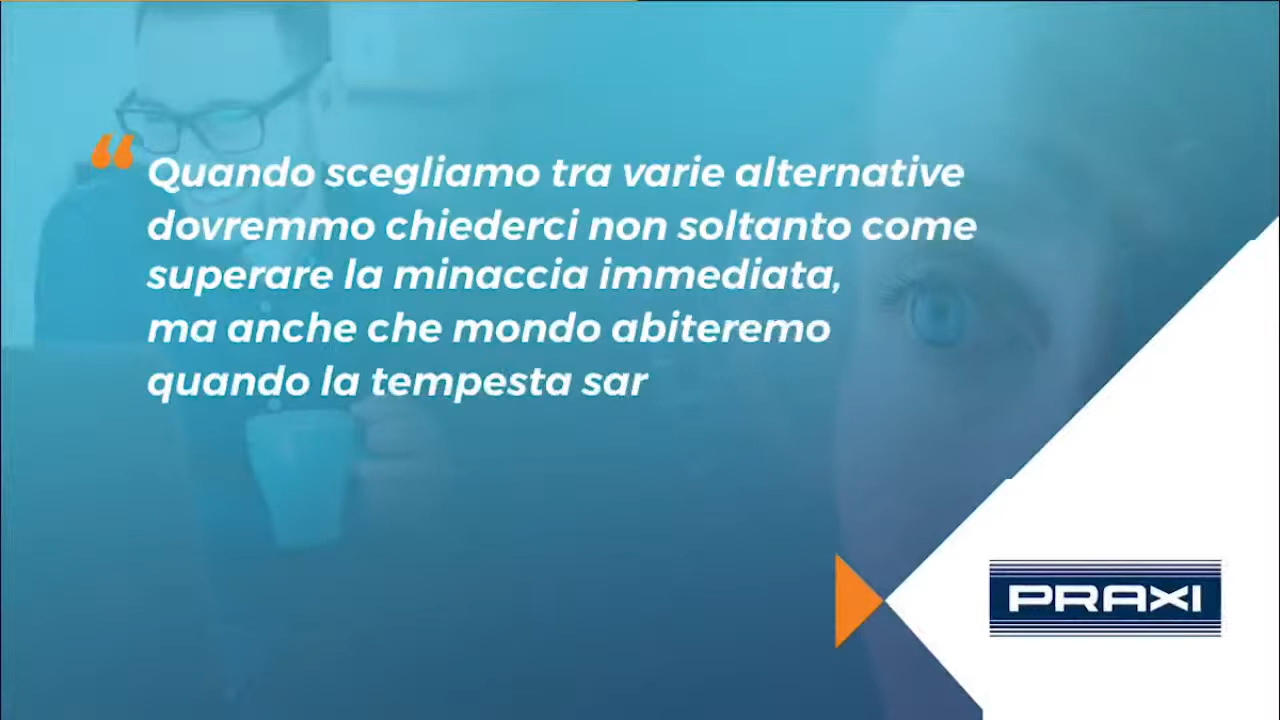 “Quando scegliamo tra varie alternative
dovremmo chiederci non soltanto come
superare la minaccia immediata,
ma anche che mondo abiteremo
quando la tempesta sar
PRAXI